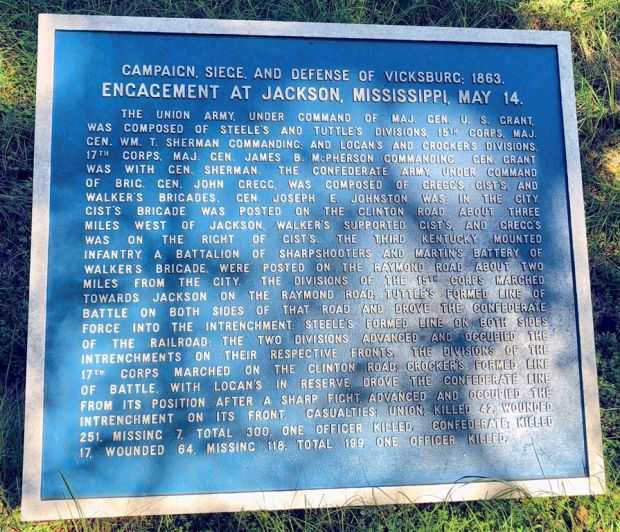 CAMPAIGN, SIEGE, AND DEFENSE OF VICKSBURG; 1863.
ENGAGEMENT AT JACKSON, MISSISSIPPI, MAY 14.
THE UNION ARMY, UNDER COMMAND OF MAJ. GEN. U. S. GRANT,
WAS COMPOSED OF STEELE'S AND TUTTLE'S DIVISIONS, 15TH CORPS, MAJ.
GEN. WM. T. SHERMAN COMMANDING; AND LOGAN'S AND CROCKER'S DIVISIONS,
17TH CORPS, MAJ. GEN. JAMES B. McPHERSON COMMANDING. GEN. GRANT
WAS WITH GEN. SHERMAN. THE CONFEDERATE ARMY, UNDER COMMAND
OF BRIG. GEN. JOHN GREGG, WAS COMPOSED OF GREGG'S, GIST'S, AND
WALKER'S BRIGADES, GEN. JOSEPH E. JOHNSTON WAS IN THE CITY.
GIST'S BRIGADE WAS POSTED ON THE CLINTON ROAD ABOUT THREE
MILES WEST OF JACKSON, WALKER'S SUPPORTED GIST'S, AND GREGG'S
WAS ON THE RIGHT OF GIST'S. THE THIRD KENTUCKY MOUNTED
INFANTRY, A BATTALION OF SHARPSHOOTERS AND MARTIN'S BATTERY OF
WALKER'S BRIGADE, WERE POSTED ON THE RAYMOND ROAD ABOUT TWO
MILES FROM THE CITY. THE DIVISIONS OF THE 15TH CORPS MARCHED
TOWARDS JACKSON ON THE RAYMOND ROAD, TUTTLE'S FORMED LINE OF
BATTLE ON BOTH SIDES OF THAT ROAD AND DROVE THE CONFEDERATE
FORCE INTO THE INTRENCHMENT, STEELE'S FORMED LINE ON BOTH SIDES
OF THE RAILROAD; THE TWO DIVISIONS ADVANCED AND OCCUPIED THE
INTRENCHMENTS ON THEIR RESPECTIVE FRONTS. THE DIVISIONS OF THE
17TH CORPS MARCHED ON THE CLINTON ROAD, CROCKER'S FORMED LINE
OF BATTLE, WITH LOGAN'S IN RESERVE, DROVE THE CONFEDERATE LINE
FROM ITS POSITION AFTER A SHARP FIGHT, ADVANCED AND OCCUPIED THE
INTRENCHMENT ON ITS FRONT. CASUALTIES: UNION, KILLED 42, WOUNDED
251, MISSING 7, TOTAL 300, ONE OFFICER KILLED. CONFEDERATE, KILLED
17, WOUNDED 64, MISSING 118, TOTAL 199, ONE OFFICER KILLED.